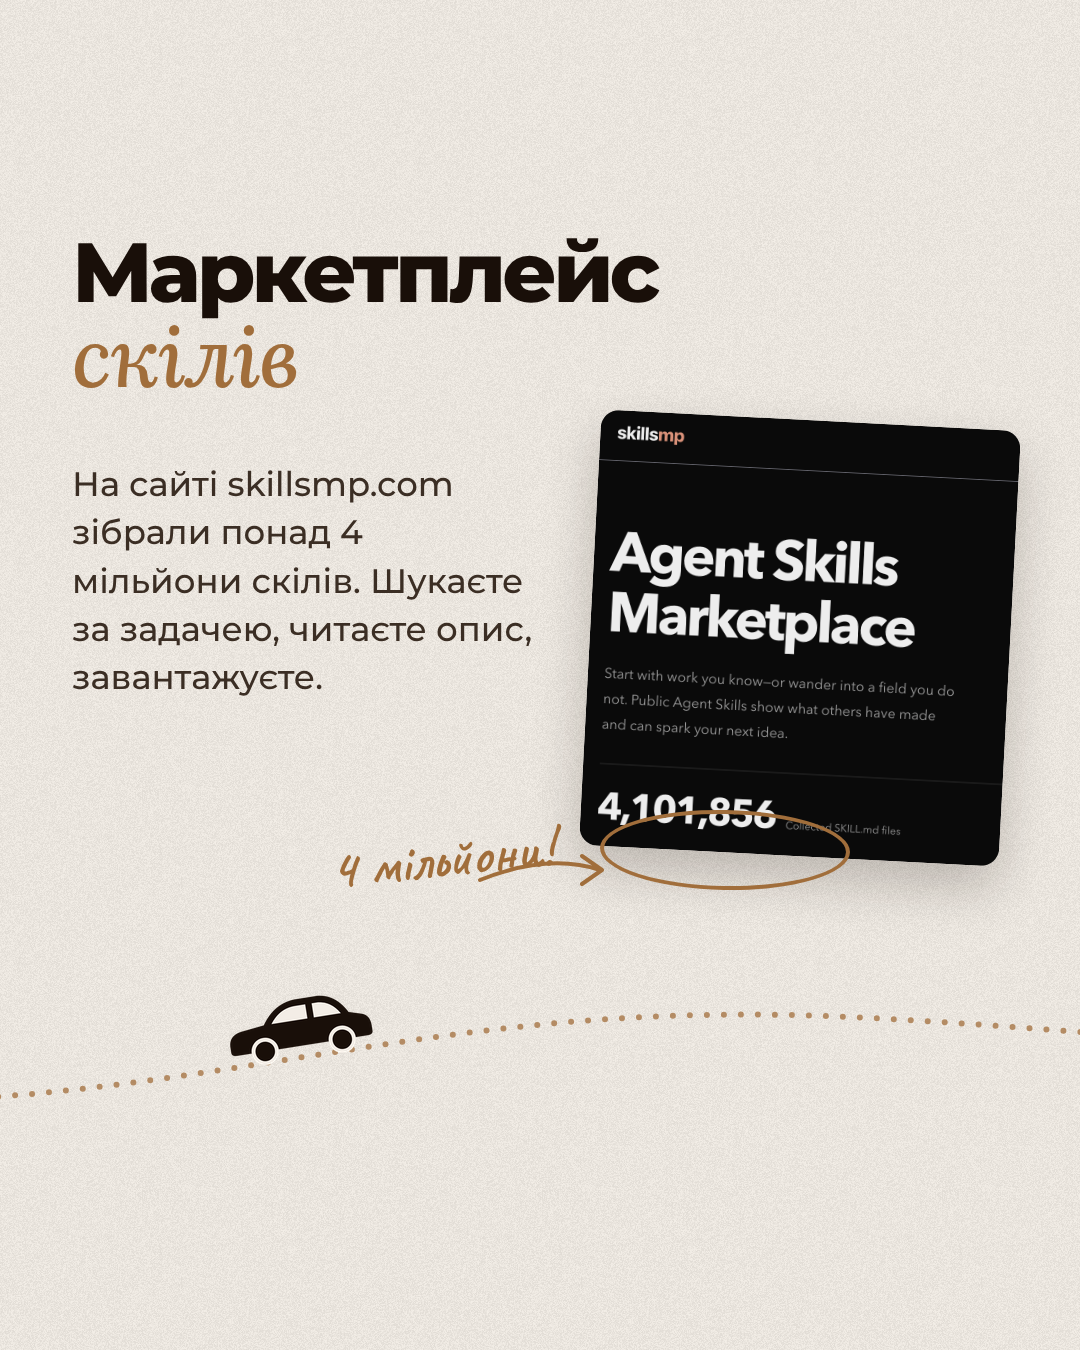 Маркетплейс
скілів
На сайті skillsmp.com
зібрали понад 4
мільйони скілів. Шукаєте
за задачею, читаєте опис,
завантажуєте.
skillsmp
Agent Skills
Marketplace
Start with work you know—or wander into a field you do
not. Public Agent Skills show what others have made
and can spark your next idea.
4,101,856 Collected SKILL.md files
4 мільйони!